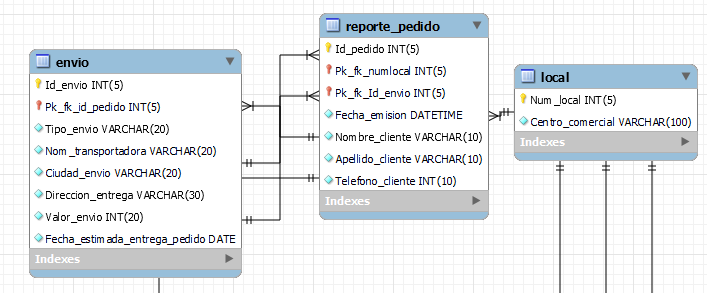 envio
Id_envio INT(5)
Pk_fk_id_pedido INT(5)
Tipo_envio VARCHAR(20)
Nom_transportadora VARCHAR(20)
Ciudad_envio VARCHAR(20)
Direccion_entrega VARCHAR(30)
Valor_envio INT(20)
Fecha_estimada_entrega_pedido DATE
Indexes
reporte_pedido
Id_pedido INT(5)
Pk_fk_numlocal INT(5)
Pk_fk_Id_envio INT(5)
Fecha_emision DATETIME
Nombre_cliente VARCHAR(10)
Apellido_cliente VARCHAR(10)
Telefono_cliente INT(10)
Indexes
local
Num_local INT(5)
Centro_comercial VARCHAR(100)
Indexes